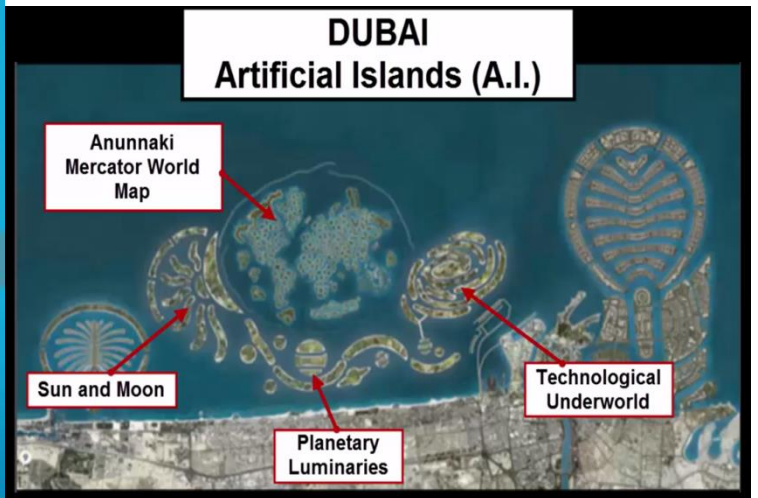 DUBAI
Artificial Islands (A.I.)
Anunnaki
Mercator World
Map
Sun and Moon
Planetary
Luminaries
Technological
Underworld